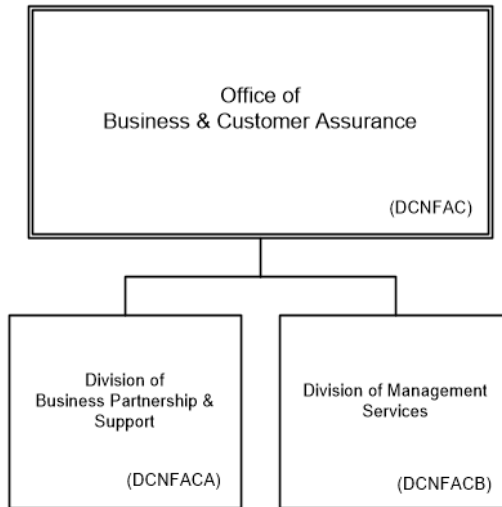 Office of
Business & Customer Assurance
(DCNFAC)
Division of
Business Partnership &
Support
(DCNFACA)
Division of Management
Services
(DCNFACB)